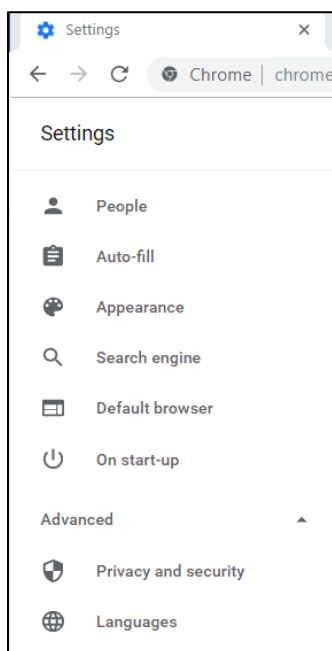 Settings
Chrome | chrome
Settings
People
Auto-fill
Appearance
Search engine
Default browser
On start-up
Advanced
Privacy and security
Languages